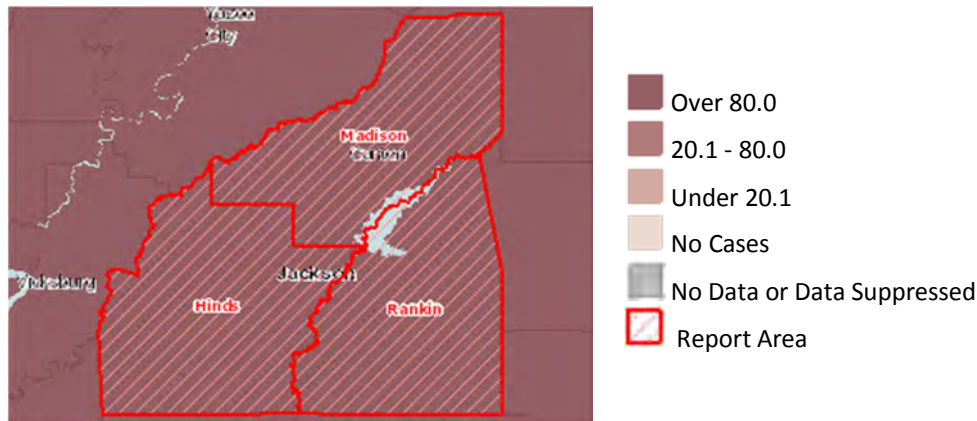 Yazoo
City
Madison
Canton
Vicksburg
Jackson
Hinds
Rankin
Over 80.0
20.1 - 80.0
Under 20.1
No Cases
No Data or Data Suppressed
Report Area